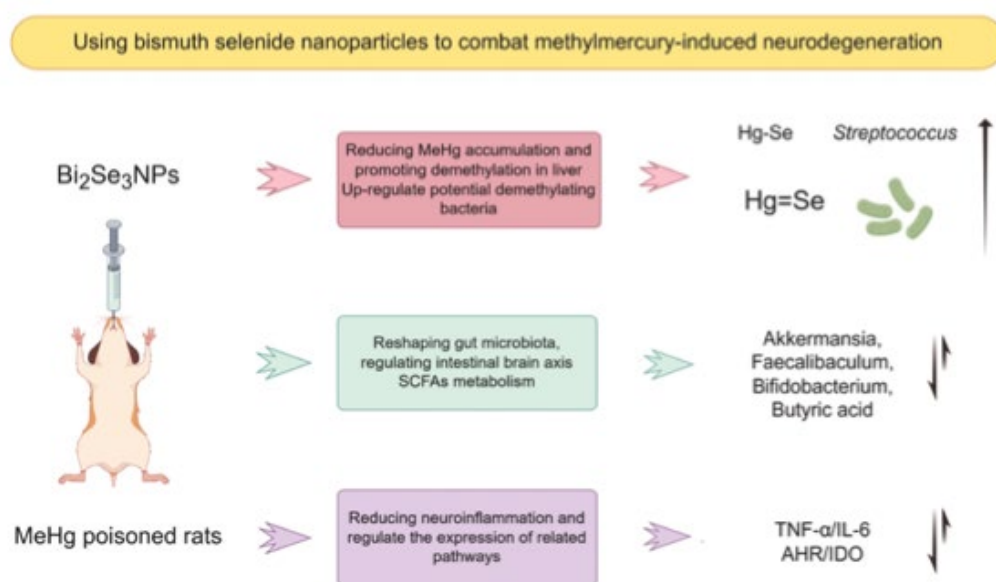 Using bismuth selenide nanoparticles to combat methylmercury-induced neurodegeneration
Bi₂Se₃NPs
Reducing MeHg accumulation and
promoting demethylation in liver
Up-regulate potential demethylating
bacteria
Hg-Se Streptococcus
Hg=Se
Reshaping gut microbiota,
regulating intestinal brain axis
SCFAs metabolism
Akkermansia,
Faecalibaculum,
Bifidobacterium,
Butyric acid
MeHg poisoned rats
Reducing neuroinflammation and
regulate the expression of related
pathways
TNF-α/IL-6
AHR/IDO